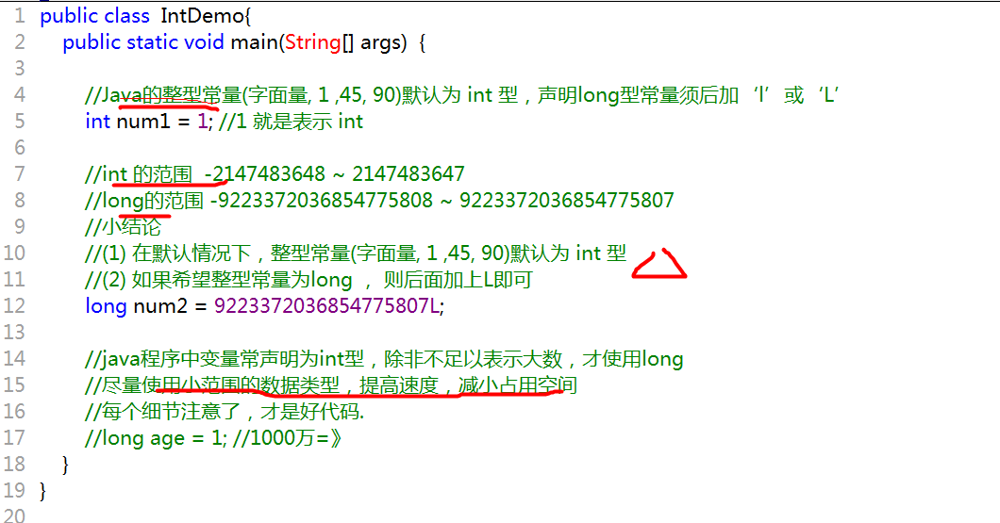 1 public class IntDemo{
2 public static void main(String[] args) {
3
4 //Java的整型常量(字面量, 1 ,45, 90)默认为 int 型，声明long型常量须后加‘l’或‘L’
5 int num1 = 1; //1 就是表示 int
6
7 //int 的范围 -2147483648 ~ 2147483647
8 //long的范围 -9223372036854775808 ~ 9223372036854775807
9 //小结论
10 //(1) 在默认情况下，整型常量(字面量, 1 ,45, 90)默认为 int 型
11 //(2) 如果希望整型常量为long ， 则后面加上L即可
12 long num2 = 9223372036854775807L;
13
14 //java程序中变量常声明为int型，除非不足以表示大数，才使用long
15 //尽量使用小范围的数据类型，提高速度，减小占用空间
16 //每个细节注意了，才是好代码.
17 //long age = 1; //1000万=》
18 }
19 }
20